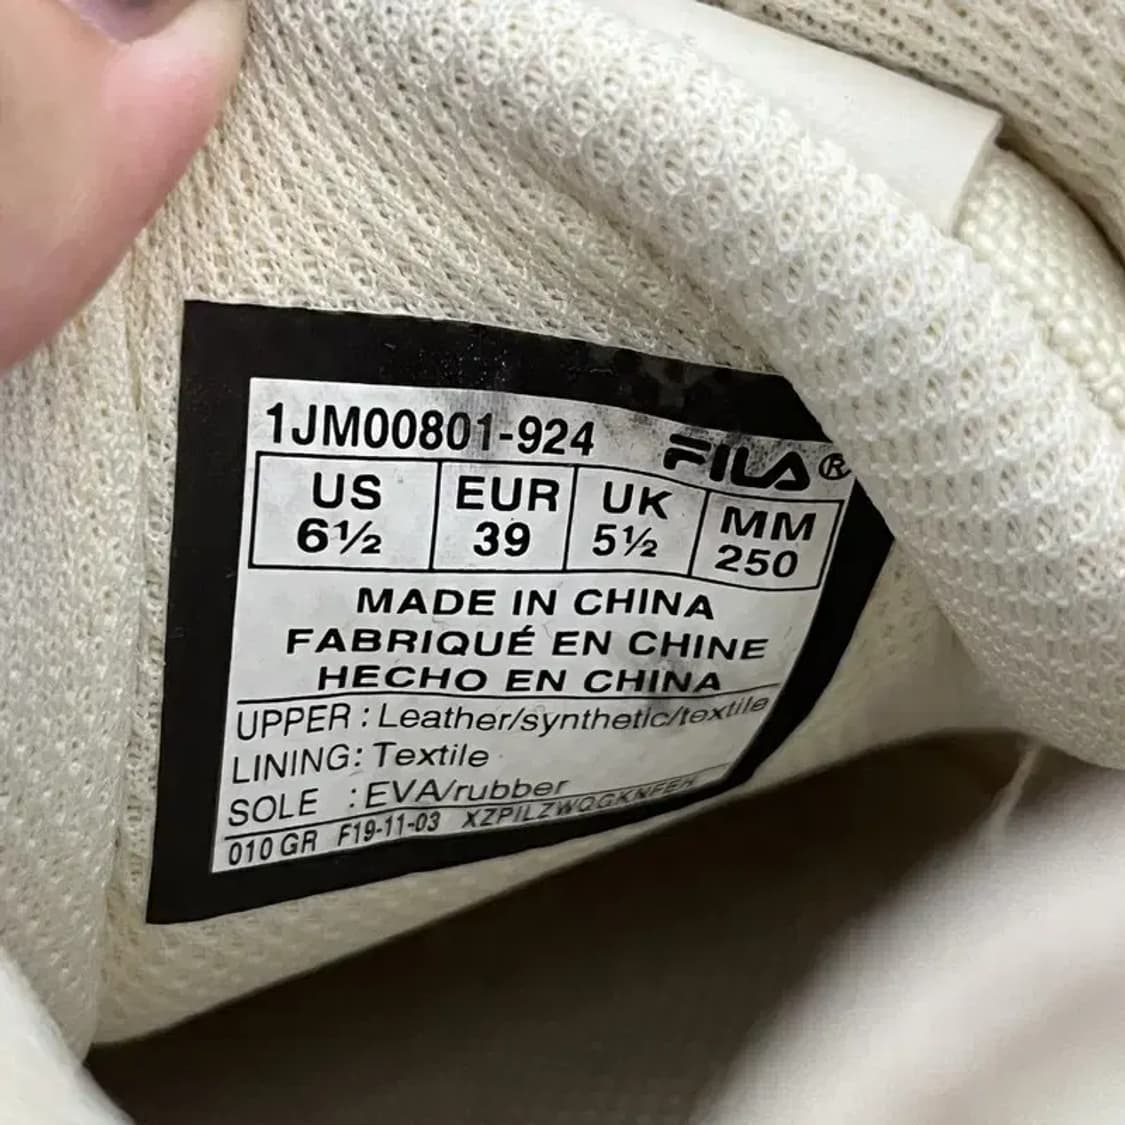 1JM00801-924 FILA®
US EUR UK MM
6½ 39 5½ 250
MADE IN CHINA
FABRIQUÉ EN CHINE
HECHO EN CHINA
UPPER : Leather/synthetic/textile
LINING: Textile
SOLE : EVA/rubber
010 GR F19-11-03 XZPILZWQGKNFEH